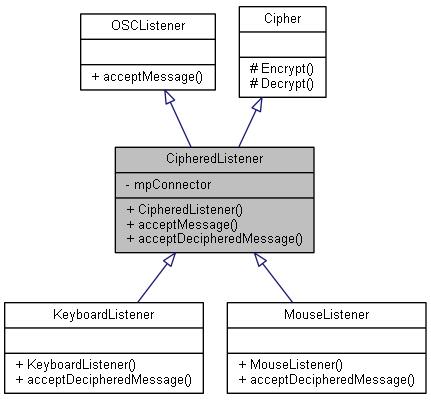 OSCListener
+ acceptMessage()
Cipher
# Encrypt()
# Decrypt()
CipheredListener
- mpConnector
+ CipheredListener()
+ acceptMessage()
+ acceptDecipheredMessage()
KeyboardListener
+ KeyboardListener()
+ acceptDecipheredMessage()
MouseListener
+ MouseListener()
+ acceptDecipheredMessage()